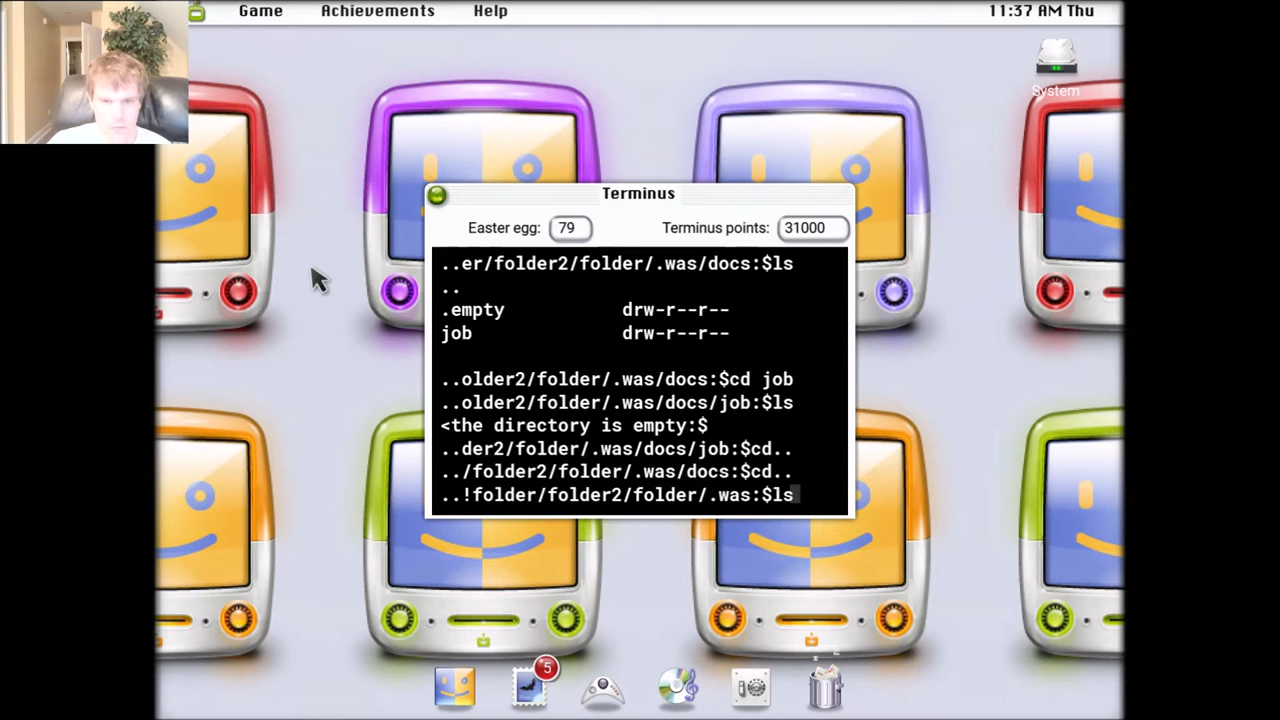 Game Achievements Help 11:37 AM Thu
System
Terminus
Easter egg: 79 Terminus points: 31000
..er/folder2/folder/.was/docs:$ls
..
.empty drw-r--r--
job drw-r--r--
..older2/folder/.was/docs:$cd job
..older2/folder/.was/docs/job:$ls
<the directory is empty:$
..der2/folder/.was/docs/job:$cd..
../folder2/folder/.was/docs:$cd..
..!folder/folder2/folder/.was:$ls
5